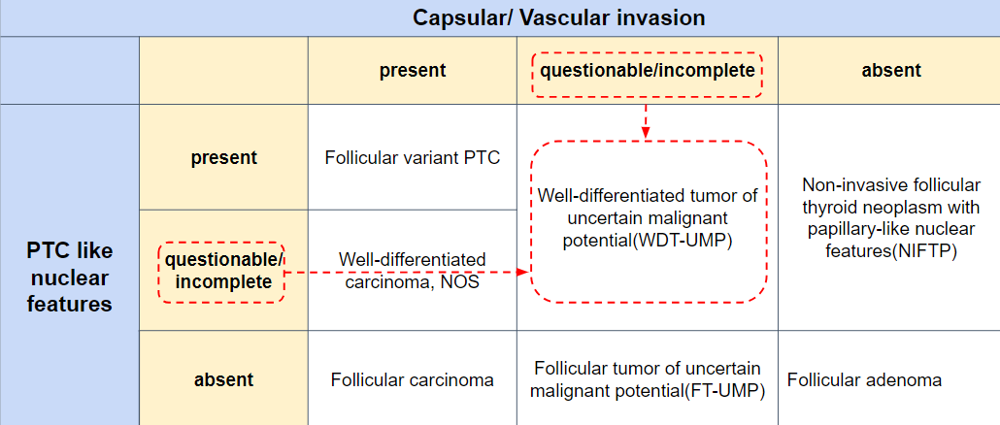 Capsular/ Vascular invasion
present
questionable/incomplete
absent
PTC like
nuclear
features
present
Follicular variant PTC
Well-differentiated tumor of
uncertain malignant
potential(WDT-UMP)
Non-invasive follicular
thyroid neoplasm with
papillary-like nuclear
features(NIFTP)
questionable/
incomplete
Well-differentiated
carcinoma, NOS
absent
Follicular carcinoma
Follicular tumor of uncertain
malignant potential(FT-UMP)
Follicular adenoma